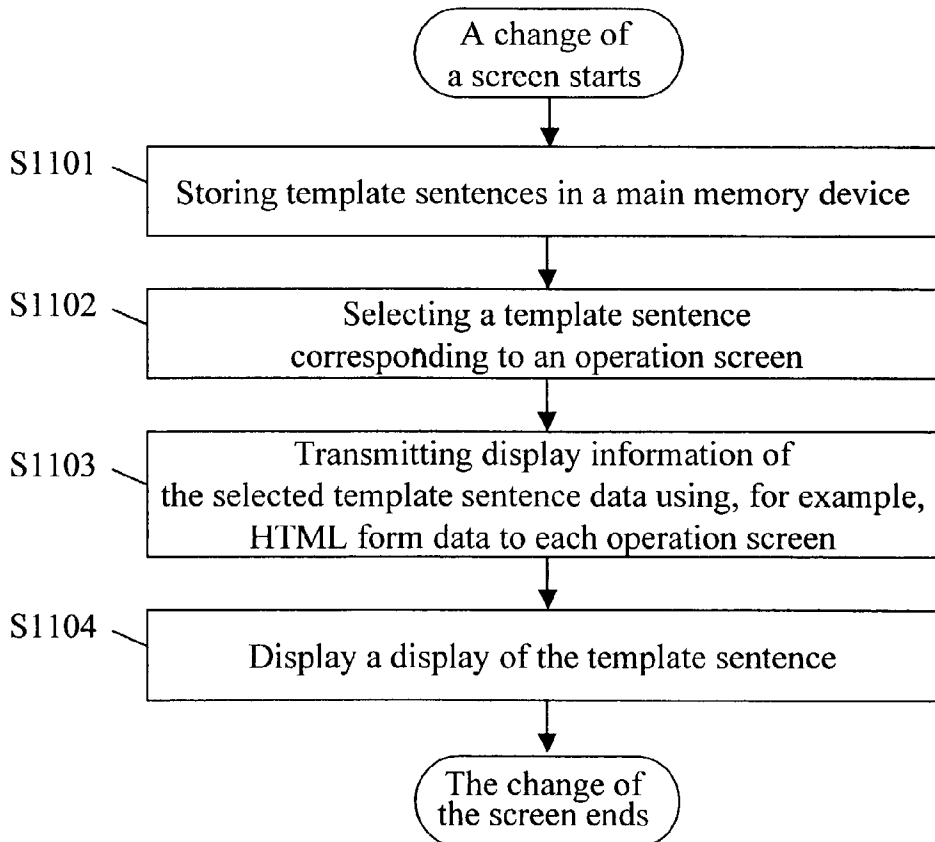 A change of
a screen starts
S1101
Storing template sentences in a main memory device
S1102
Selecting a template sentence
corresponding to an operation screen
S1103
Transmitting display information of
the selected template sentence data using, for example,
HTML form data to each operation screen
S1104
Display a display of the template sentence
The change of
the screen ends